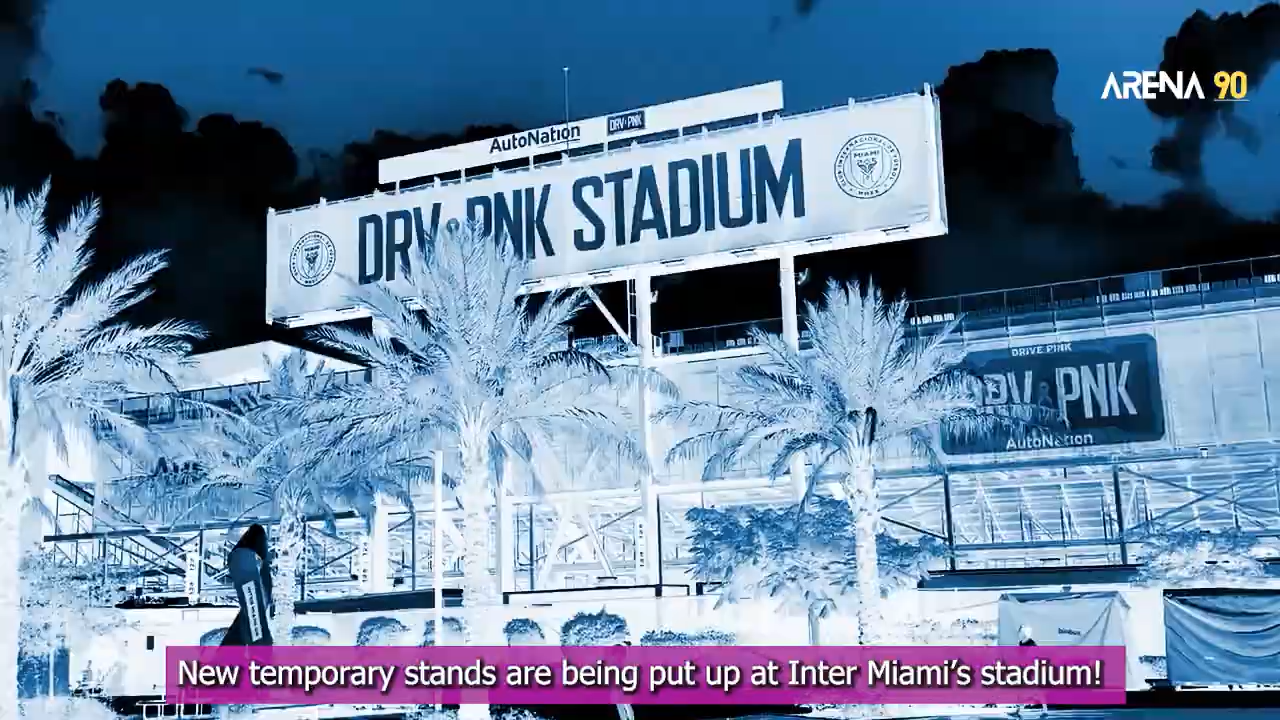 ARENA 90
AutoNation DRV PNK
DRV PNK STADIUM
MIAMI
DRIVE PINK
DRV PNK
AutoNation
New temporary stands are being put up at Inter Miami’s stadium!